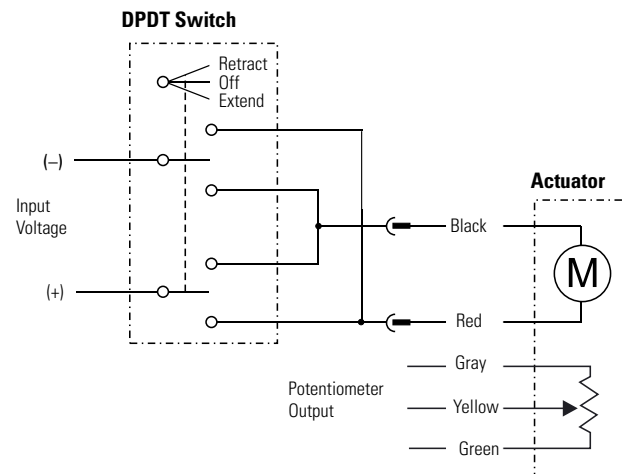 DPDT Switch
Retract
Off
Extend
(–)
Input
Voltage
(+)
Actuator
Black
M
Red
Gray
Potentiometer
Output
Yellow
Green